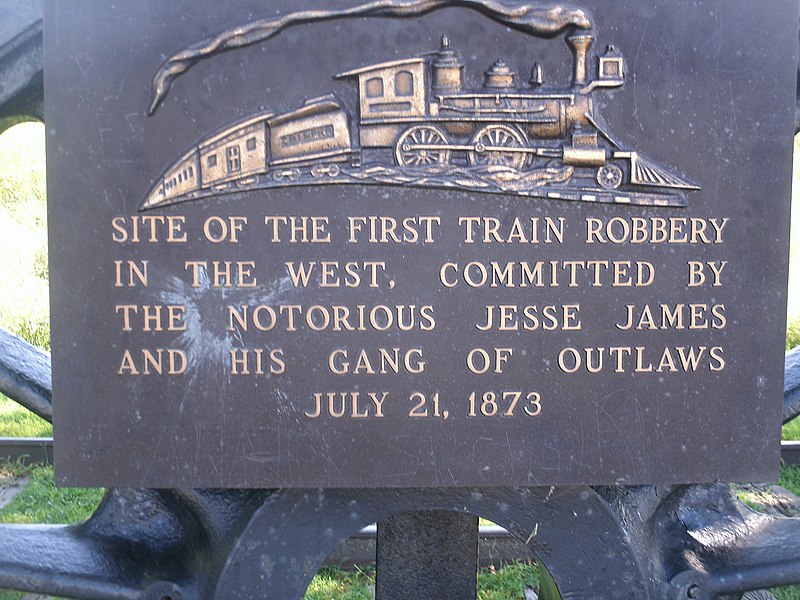 SITE OF THE FIRST TRAIN ROBBERY
IN THE WEST, COMMITTED BY
THE NOTORIOUS JESSE JAMES
AND HIS GANG OF OUTLAWS
JULY 21, 1873